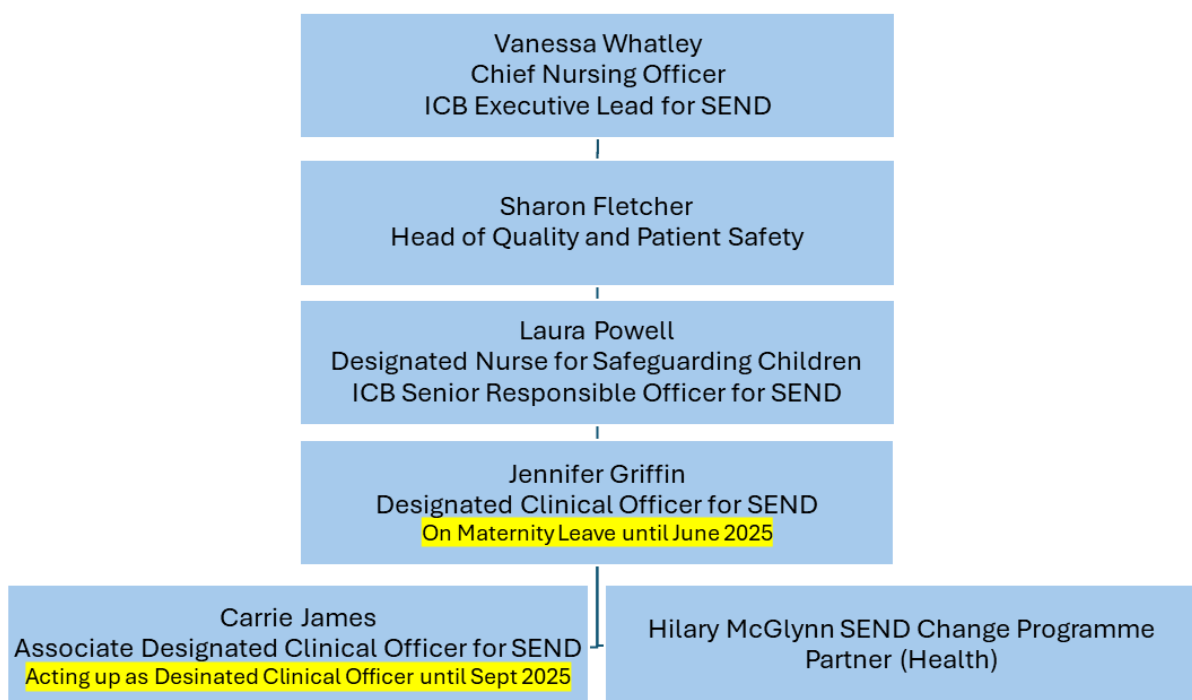 Vanessa Whatley
Chief Nursing Officer
ICB Executive Lead for SEND
Sharon Fletcher
Head of Quality and Patient Safety
Laura Powell
Designated Nurse for Safeguarding Children
ICB Senior Responsible Officer for SEND
Jennifer Griffin
Designated Clinical Officer for SEND
On Maternity Leave until June 2025
Carrie James
Associate Designated Clinical Officer for SEND
Acting up as Desinated Clinical Officer until Sept 2025
Hilary McGlynn SEND Change Programme
Partner (Health)